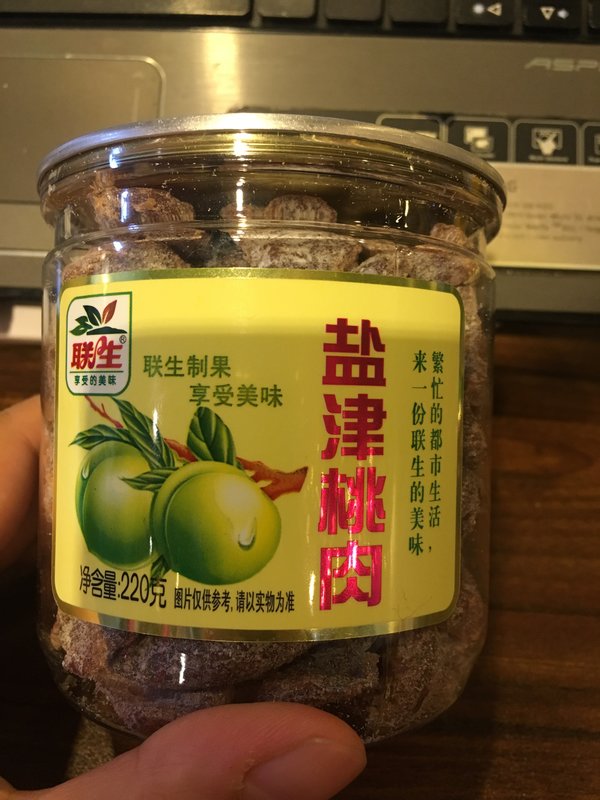 ASP
联生®
享受的美味
联生制果
享受美味
盐津桃肉
繁忙的都市生活,
来一份联生的美味
净含量:220克
图片仅供参考,请以实物为准